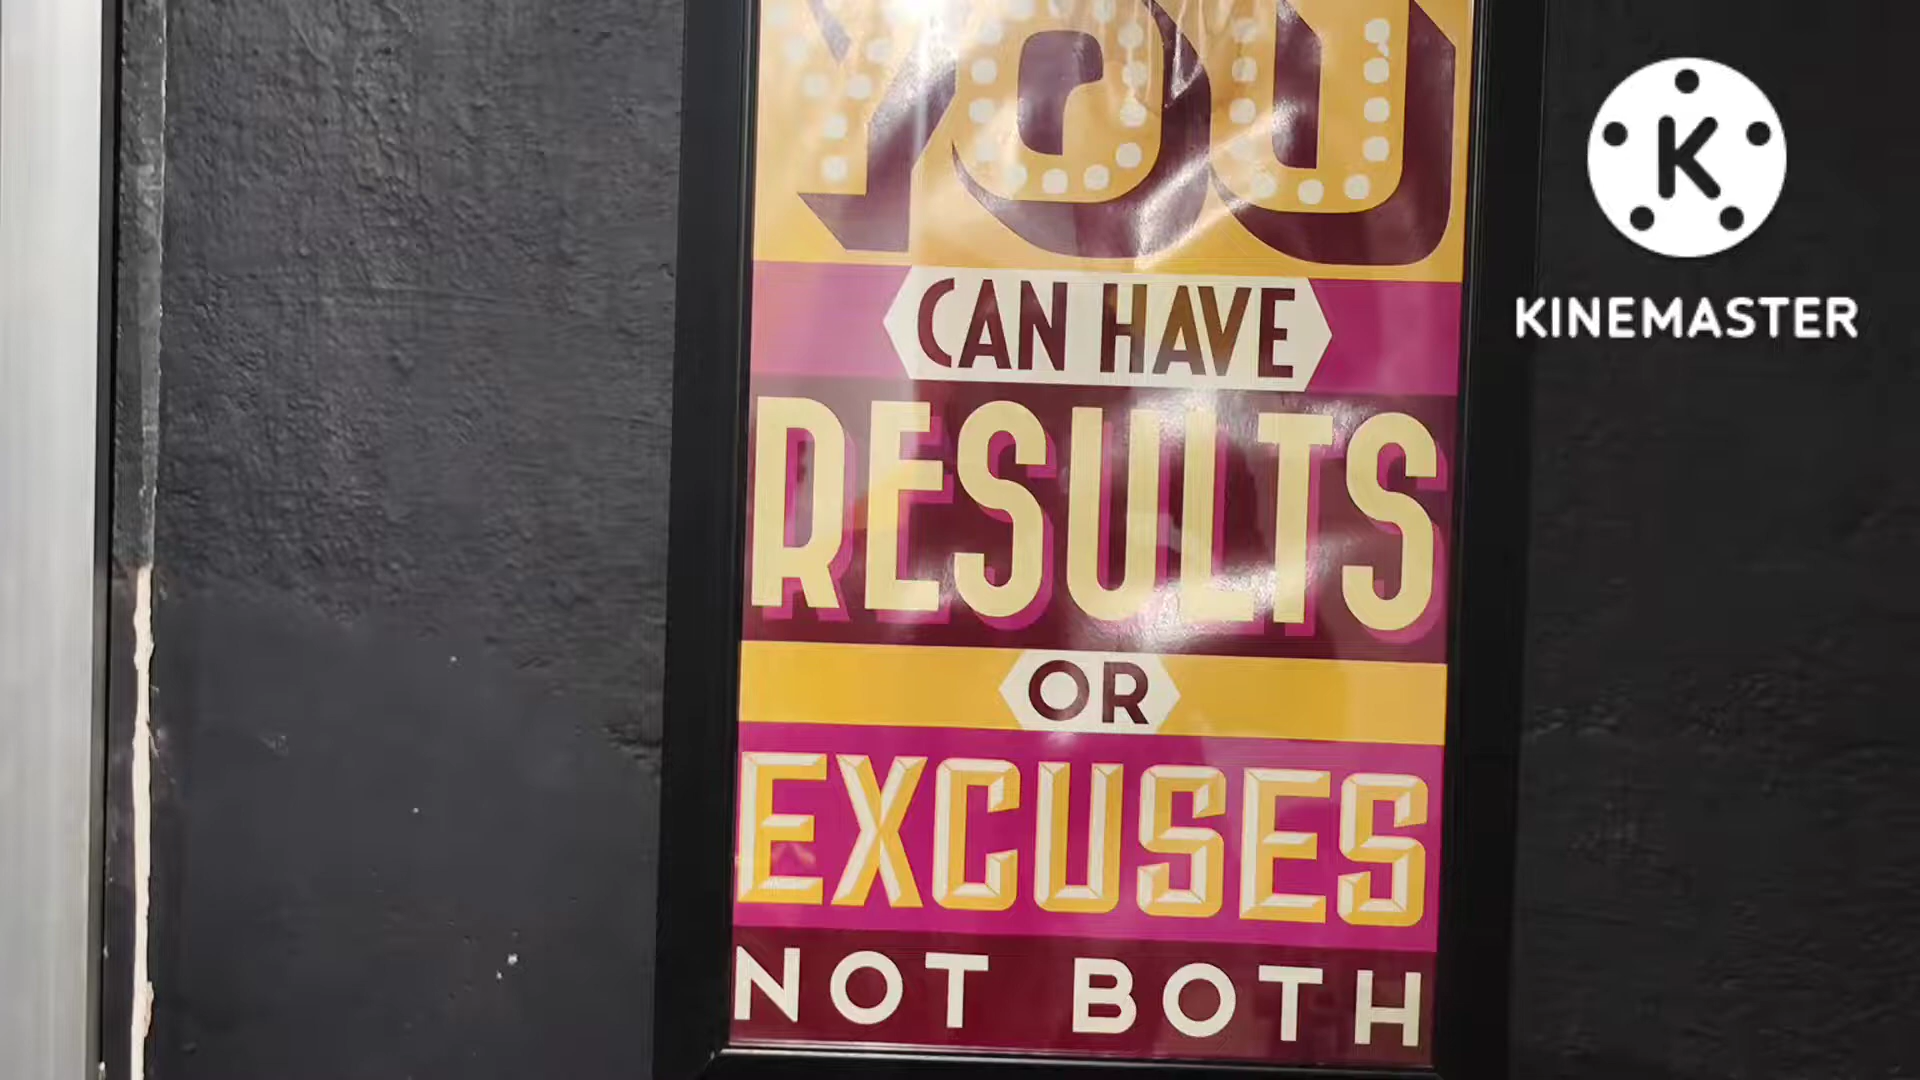 YOU
CAN HAVE
RESULTS
OR
EXCUSES
NOT BOTH
K
KINEMASTER